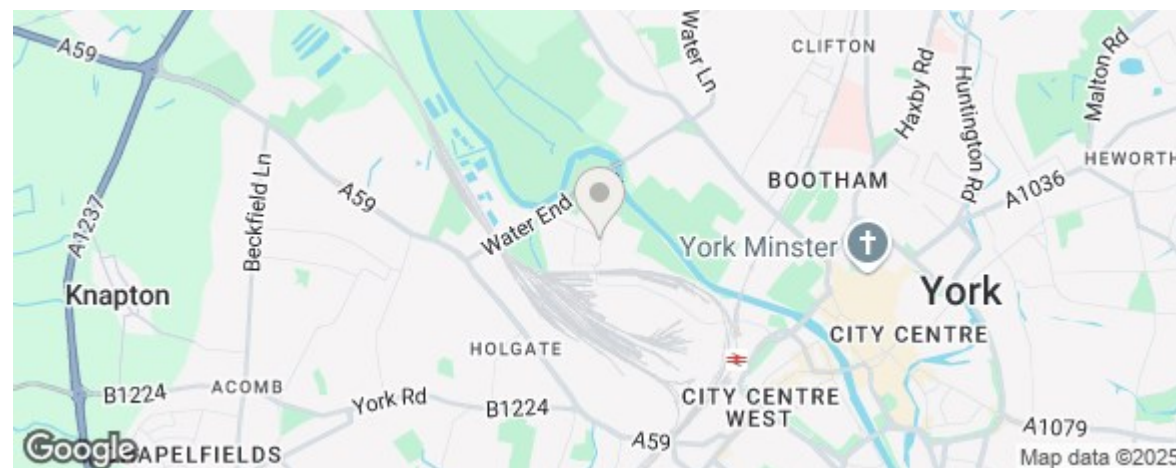 A59
Water Ln
CLIFTON
Haxby Rd
Huntington Rd
Malton Rd
HEWORTH
A1237
Beckfield Ln
A59
Water End
BOOTHAM
A1036
York Minster
Knapton
York
CITY CENTRE
HOLGATE
B1224
ACOMB
York Rd
B1224
CITY CENTRE
WEST
A59
A1079
Google
APELFIELDS
Map data ©2025